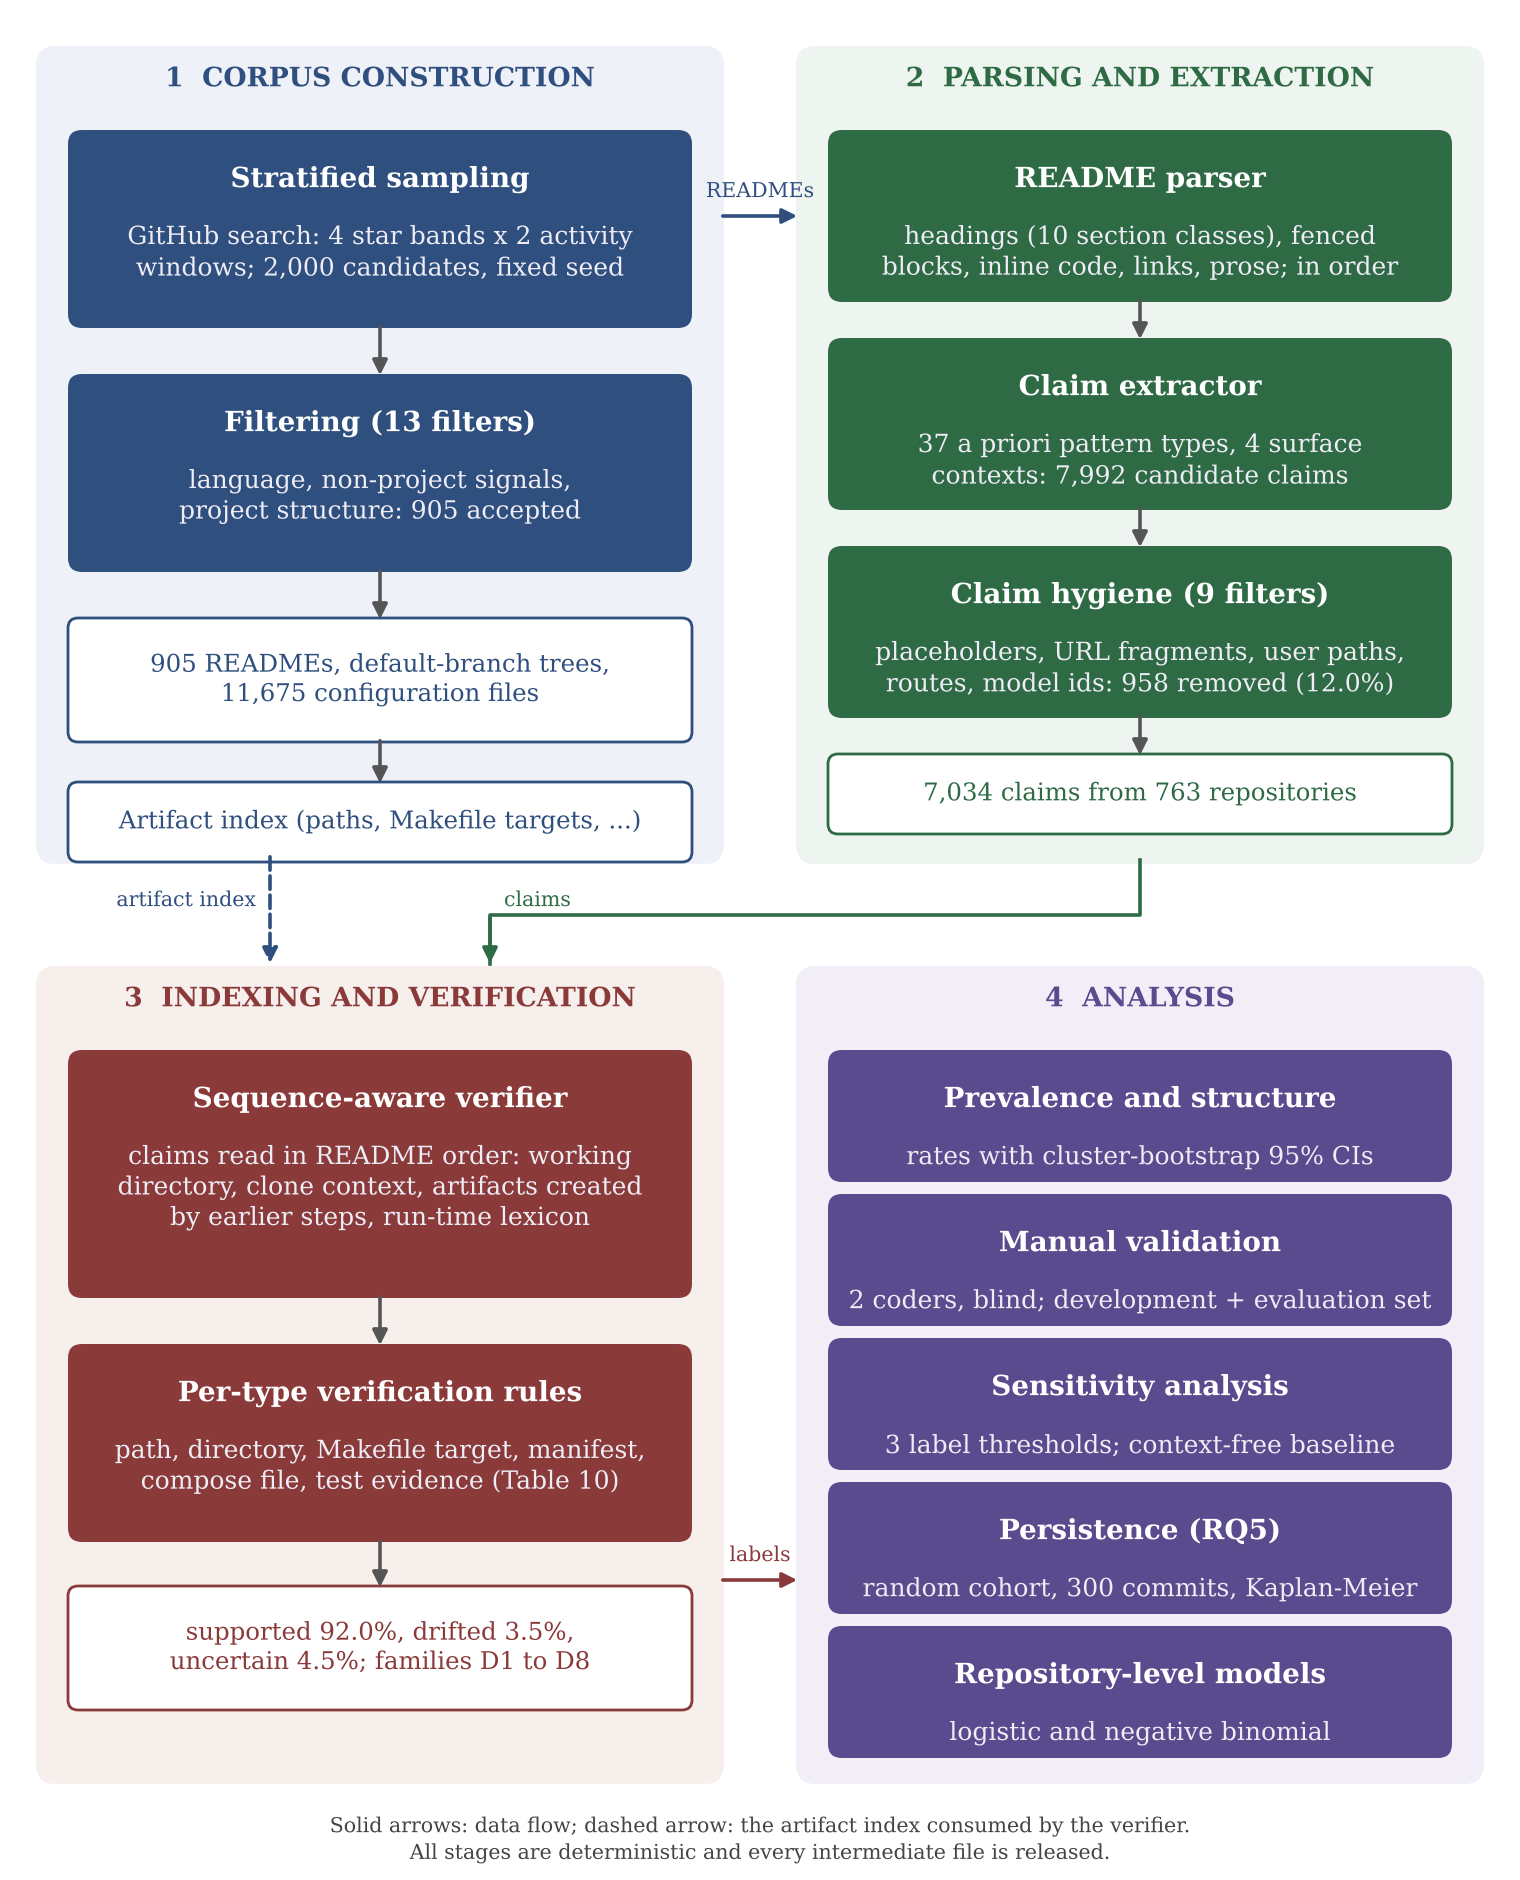 1  CORPUS CONSTRUCTION
Stratified sampling
GitHub search: 4 star bands x 2 activity
windows; 2,000 candidates, fixed seed
Filtering (13 filters)
language, non-project signals,
project structure: 905 accepted
905 READMEs, default-branch trees,
11,675 configuration files
Artifact index (paths, Makefile targets, ...)
READMEs
2  PARSING AND EXTRACTION
README parser
headings (10 section classes), fenced
blocks, inline code, links, prose; in order
Claim extractor
37 a priori pattern types, 4 surface
contexts: 7,992 candidate claims
Claim hygiene (9 filters)
placeholders, URL fragments, user paths,
routes, model ids: 958 removed (12.0%)
7,034 claims from 763 repositories
artifact index
claims
3  INDEXING AND VERIFICATION
Sequence-aware verifier
claims read in README order: working
directory, clone context, artifacts created
by earlier steps, run-time lexicon
Per-type verification rules
path, directory, Makefile target, manifest,
compose file, test evidence (Table 10)
supported 92.0%, drifted 3.5%,
uncertain 4.5%; families D1 to D8
labels
4  ANALYSIS
Prevalence and structure
rates with cluster-bootstrap 95% CIs
Manual validation
2 coders, blind; development + evaluation set
Sensitivity analysis
3 label thresholds; context-free baseline
Persistence (RQ5)
random cohort, 300 commits, Kaplan-Meier
Repository-level models
logistic and negative binomial
Solid arrows: data flow; dashed arrow: the artifact index consumed by the verifier.
All stages are deterministic and every intermediate file is released.